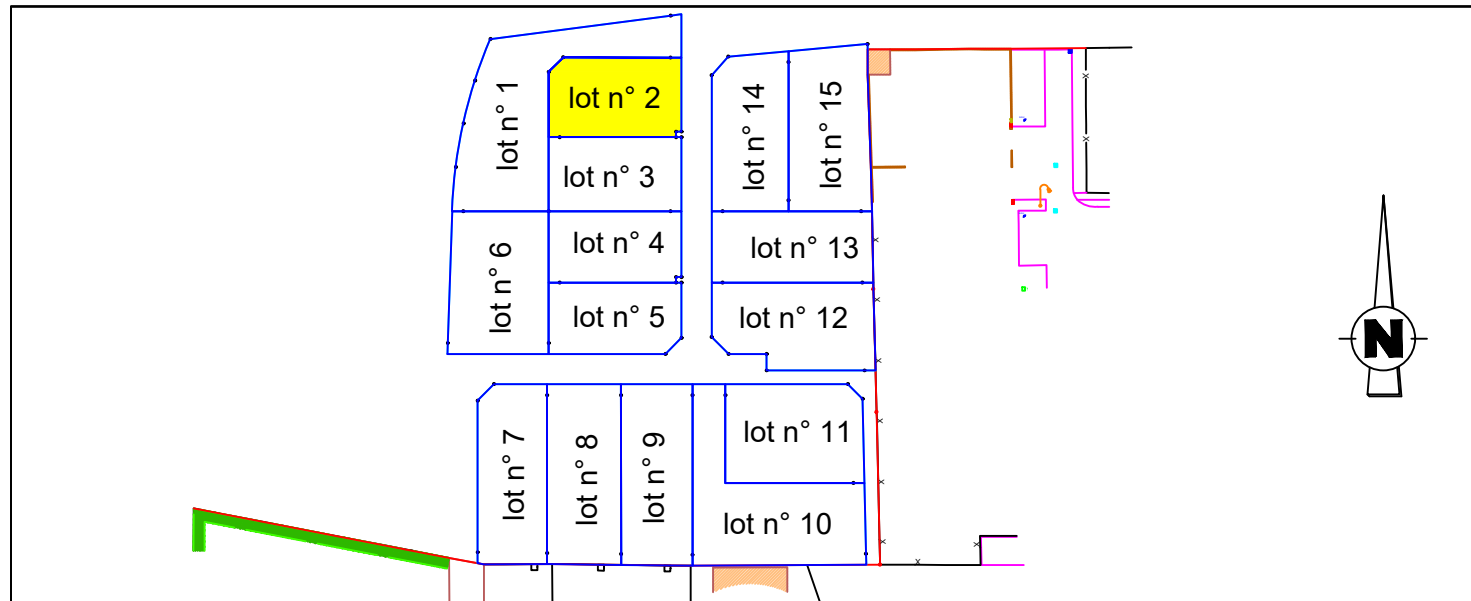 lot n° 1
lot n° 2
lot n° 14
lot n° 15
lot n° 3
lot n° 4
lot n° 13
lot n° 6
lot n° 5
lot n° 12
N
lot n° 7
lot n° 8
lot n° 9
lot n° 11
lot n° 10